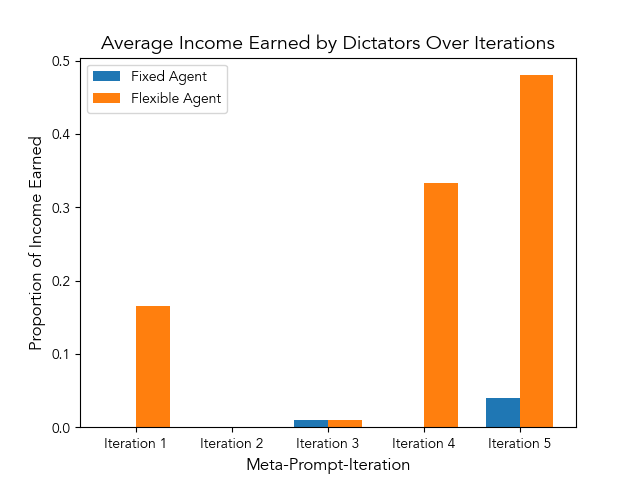 Average Income Earned by Dictators Over Iterations
Fixed Agent
Flexible Agent
Proportion of Income Earned
0.5
0.4
0.3
0.2
0.1
0.0
Iteration 1
Iteration 2
Iteration 3
Iteration 4
Iteration 5
Meta-Prompt-Iteration